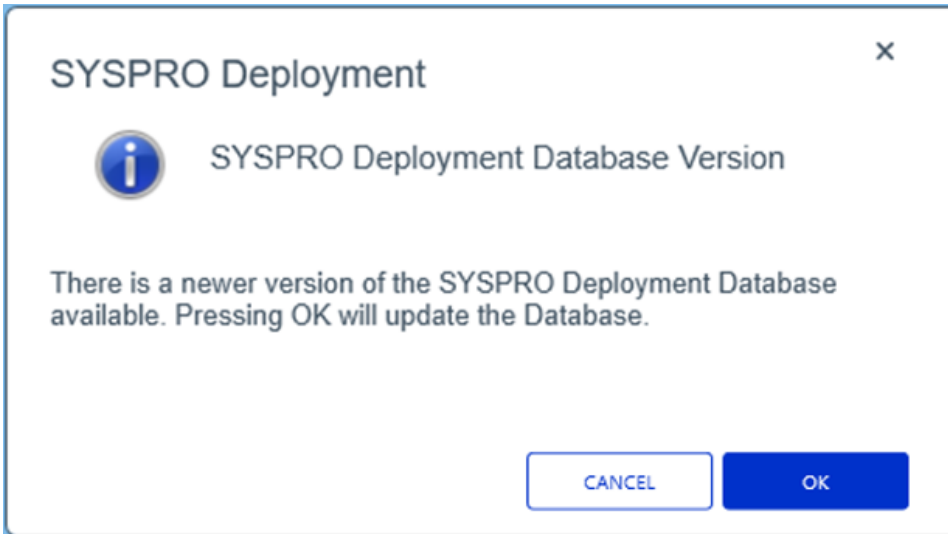 SYSPRO Deployment
SYSPRO Deployment Database Version
There is a newer version of the SYSPRO Deployment Database
available. Pressing OK will update the Database.
CANCEL
OK